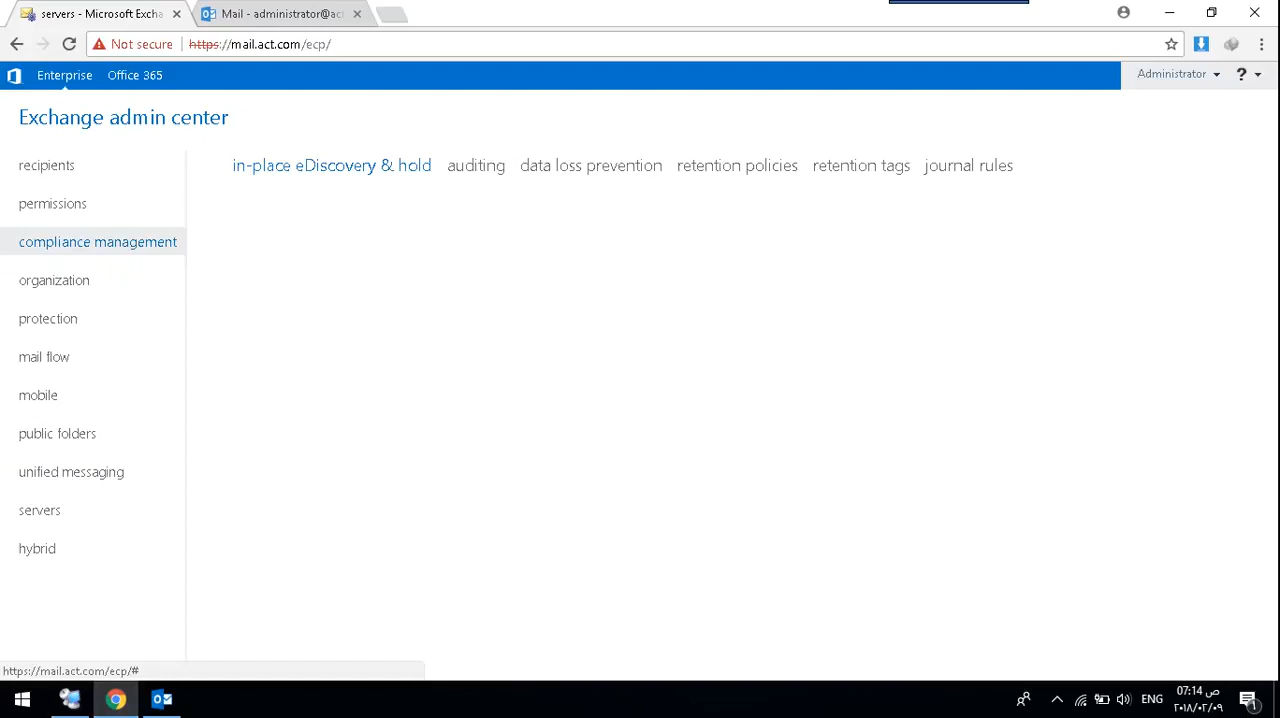 servers - Microsoft Excha
Mail - administrator@act
Not secure https://mail.act.com/ecp/
Enterprise Office 365 Administrator ?
Exchange admin center
recipients
permissions
compliance management
organization
protection
mail flow
mobile
public folders
unified messaging
servers
hybrid
in-place eDiscovery & hold auditing data loss prevention retention policies retention tags journal rules
https://mail.act.com/ecp/#
ENG
07:14 ص
٢٠١٨/٠٢/٠٩
1